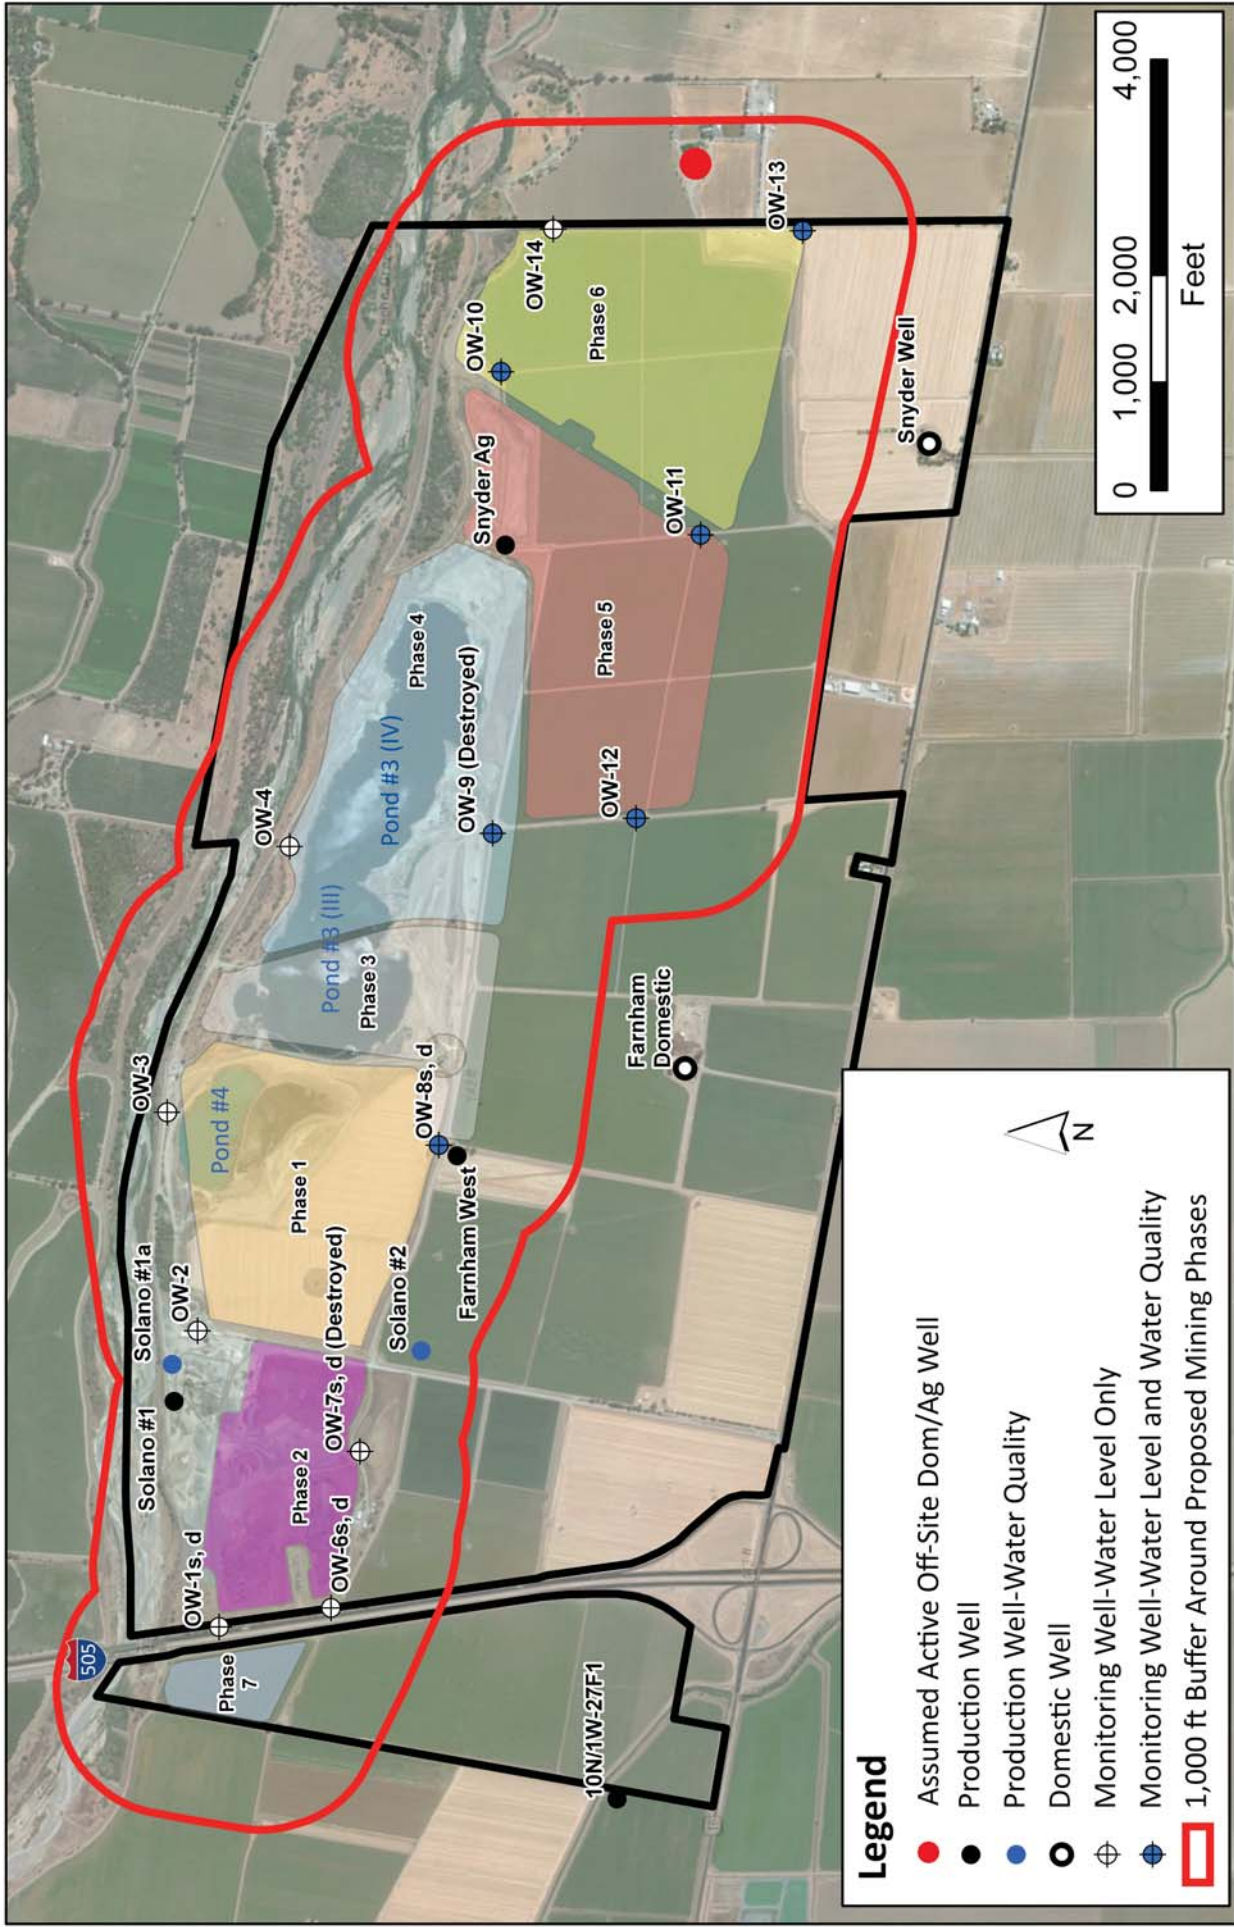 505
Phase
7
OW-1s, d
Solano #1
Solano #1a
OW-2
OW-3
OW-4
Pond #4
Phase 1
Phase 2
OW-6s, d
OW-7s, d (Destroyed)
Solano #2
Farnham West
OW-8s, d
Pond #3 (III)
Phase 3
Pond #3 (IV)
Phase 4
OW-9 (Destroyed)
Snyder Ag
OW-10
OW-14
Phase 6
OW-13
Phase 5
OW-11
OW-12
Farnham
Domestic
Snyder Well
10N/1W-27F1
Legend
Assumed Active Off-Site Dom/Ag Well
Production Well
Production Well-Water Quality
Domestic Well
Monitoring Well-Water Level Only
Monitoring Well-Water Level and Water Quality
1,000 ft Buffer Around Proposed Mining Phases
N
0 1,000 2,000 4,000
Feet